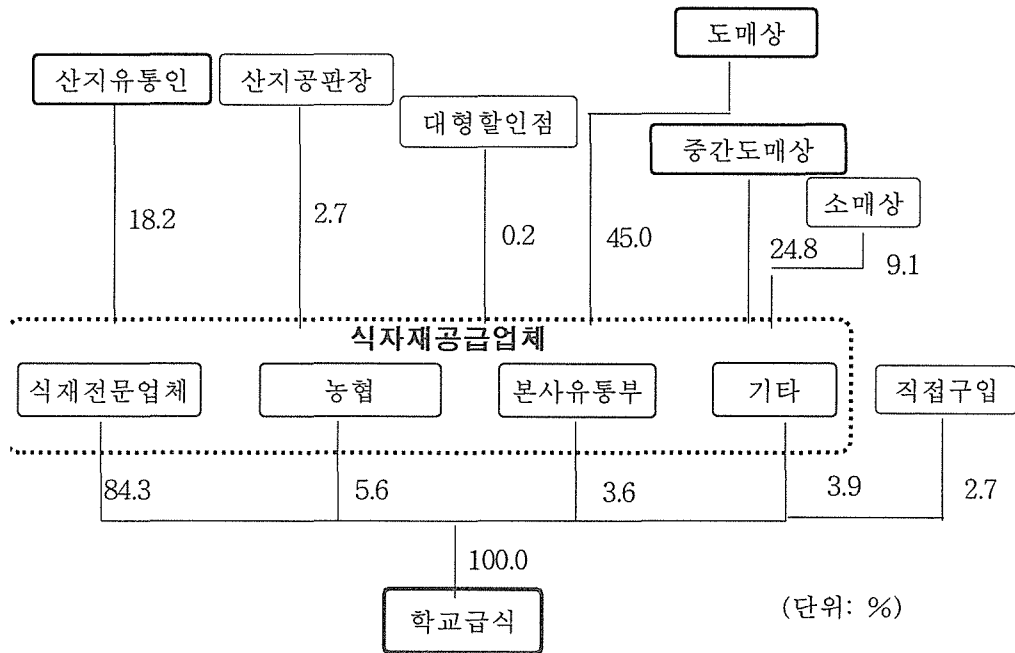 도매상
산지유통인
산지공판장
대형할인점
중간도매상
소매상
18.2
2.7
0.2
45.0
24.8
9.1
식자재공급업체
식재전문업체
농협
본사유통부
기타
직접구입
84.3
5.6
3.6
3.9
2.7
100.0
학교급식
(단위: %)